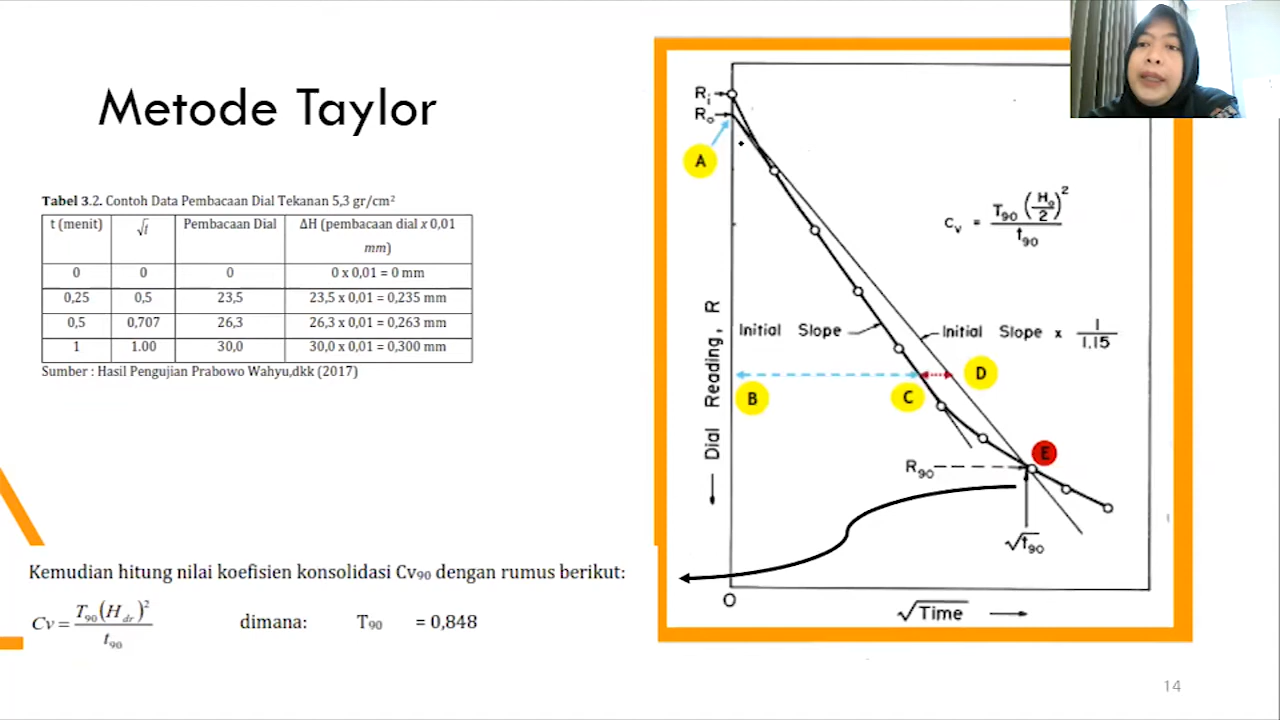 Metode Taylor
Tabel 3.2. Contoh Data Pembacaan Dial Tekanan 5,3 gr/cm²
t (menit) √t Pembacaan Dial ΔH (pembacaan dial x 0,01 mm)
0 0 0 0 x 0,01 = 0 mm
0,25 0,5 23,5 23,5 x 0,01 = 0,235 mm
0,5 0,707 26,3 26,3 x 0,01 = 0,263 mm
1 1.00 30,0 30,0 x 0,01 = 0,300 mm
Sumber : Hasil Pengujian Prabowo Wahyu,dkk (2017)
Kemudian hitung nilai koefisien konsolidasi Cv₉₀ dengan rumus berikut:
Cv = T₉₀(H_dr)² / t₉₀ dimana: T₉₀ = 0,848
Rᵢ
Rₒ
A
Cᵥ = T₉₀ (Hₒ/2)² / t₉₀
Dial Reading, R
Initial Slope
Initial Slope x 1/1.15
B
C
D
E
R₉₀
√t₉₀
O
√Time
14